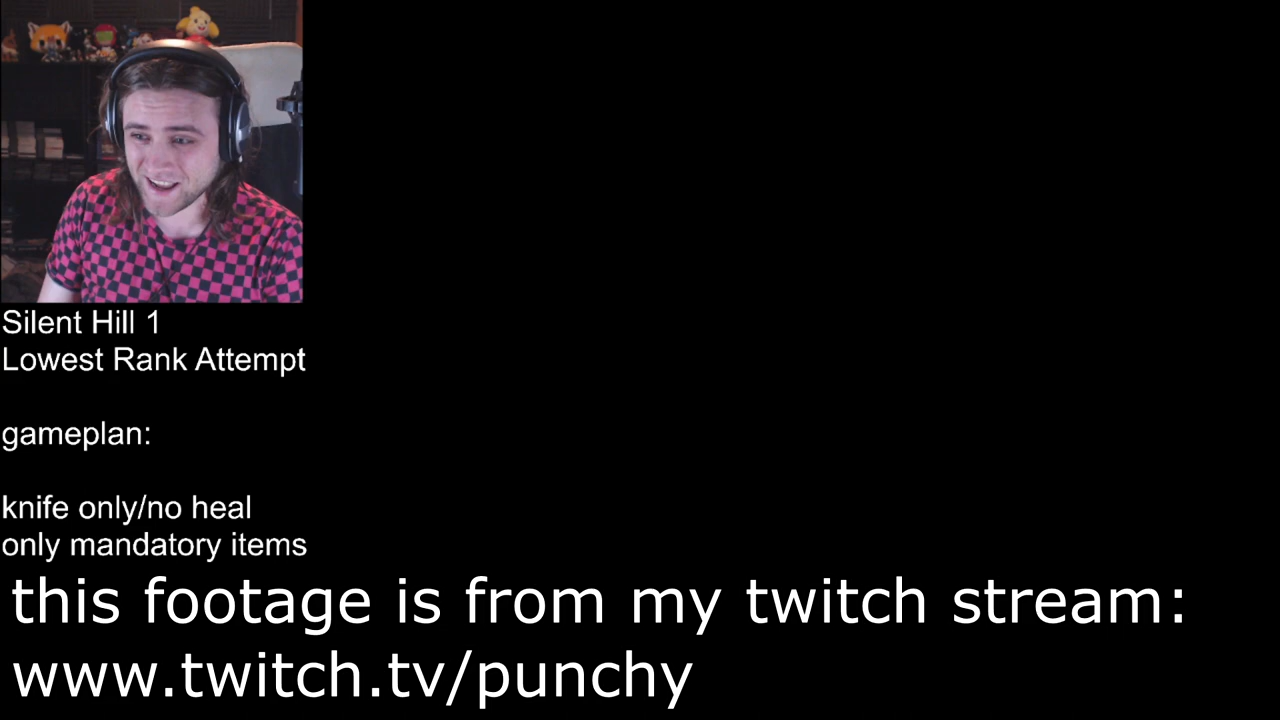 Silent Hill 1
Lowest Rank Attempt
gameplan:
knife only/no heal
only mandatory items
this footage is from my twitch stream:
www.twitch.tv/punchy